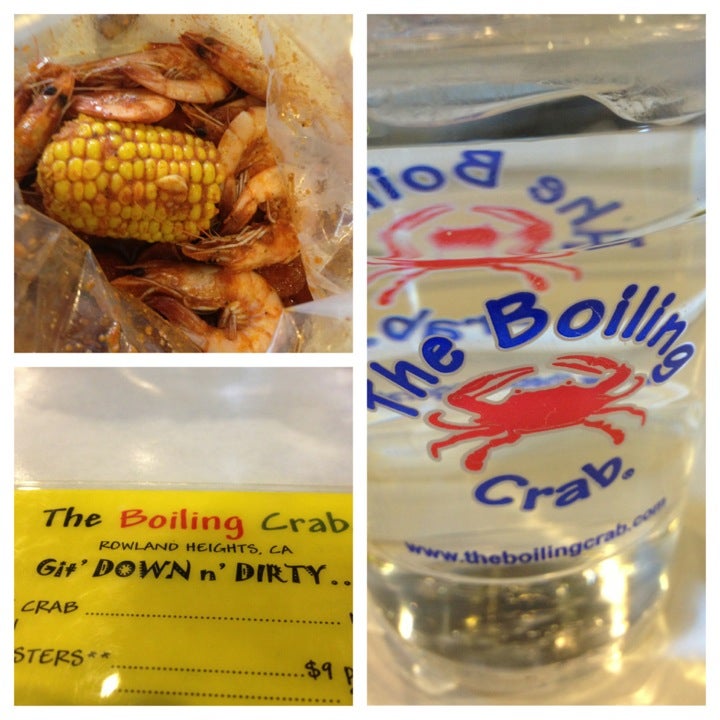 The Boiling Crab
ROWLAND HEIGHTS, CA
Git' DOWN n' DIRTY..
CRAB
STERS**
$9
The Boiling
Crab.
www.theboilingcrab.com